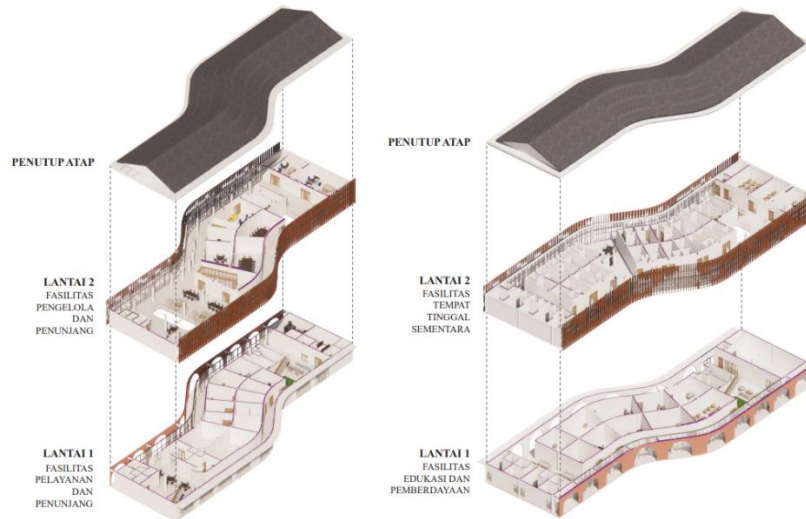 PENUTUP ATAP
LANTAI 2
FASILITAS
PENGELOLA
DAN
PENUNJANG
LANTAI 1
FASILITAS
PELAYANAN
DAN
PENUNJANG
PENUTUP ATAP
LANTAI 2
FASILITAS
TEMPAT
TINGGAL
SEMENTARA
LANTAI 1
FASILITAS
EDUKASI DAN
PEMBERDAYAAN